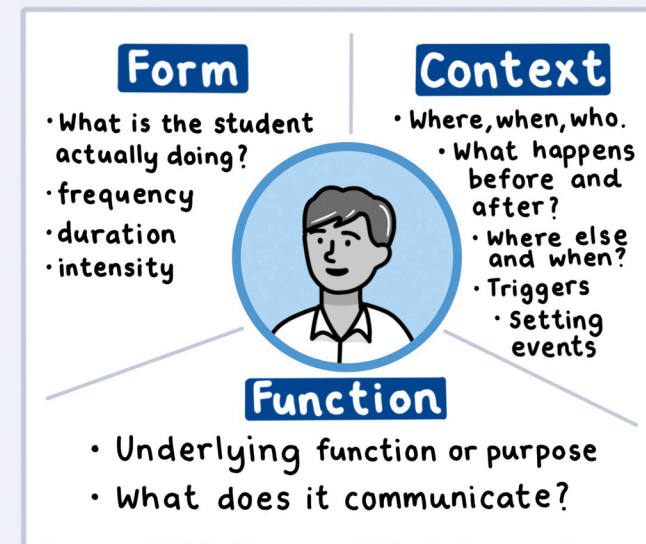 Form
• What is the student
actually doing?
• frequency
• duration
• intensity
Context
• Where, when, who.
• What happens
before and
after?
• Where else
and when?
• Triggers
• Setting
events
Function
• Underlying function or purpose
• What does it communicate?